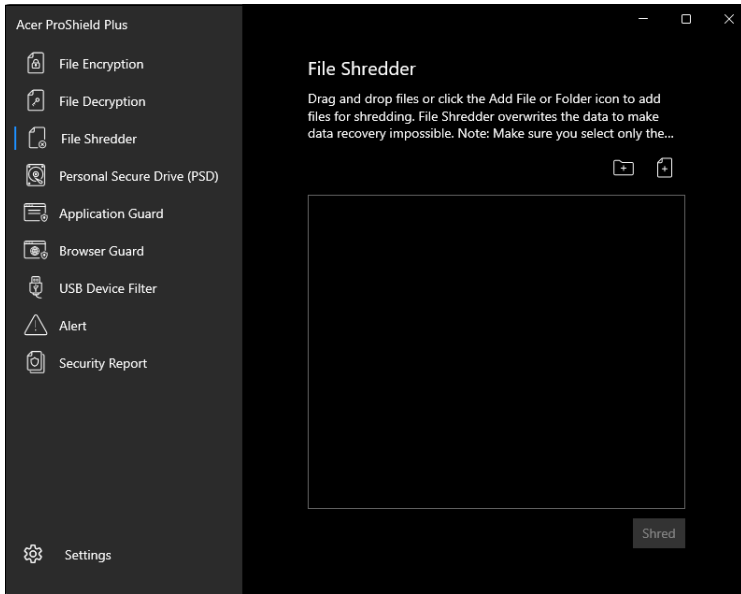 Acer ProShield Plus
File Encryption
File Decryption
File Shredder
Personal Secure Drive (PSD)
Application Guard
Browser Guard
USB Device Filter
Alert
Security Report
Settings
File Shredder
Drag and drop files or click the Add File or Folder icon to add
files for shredding. File Shredder overwrites the data to make
data recovery impossible. Note: Make sure you select only the...
Shred